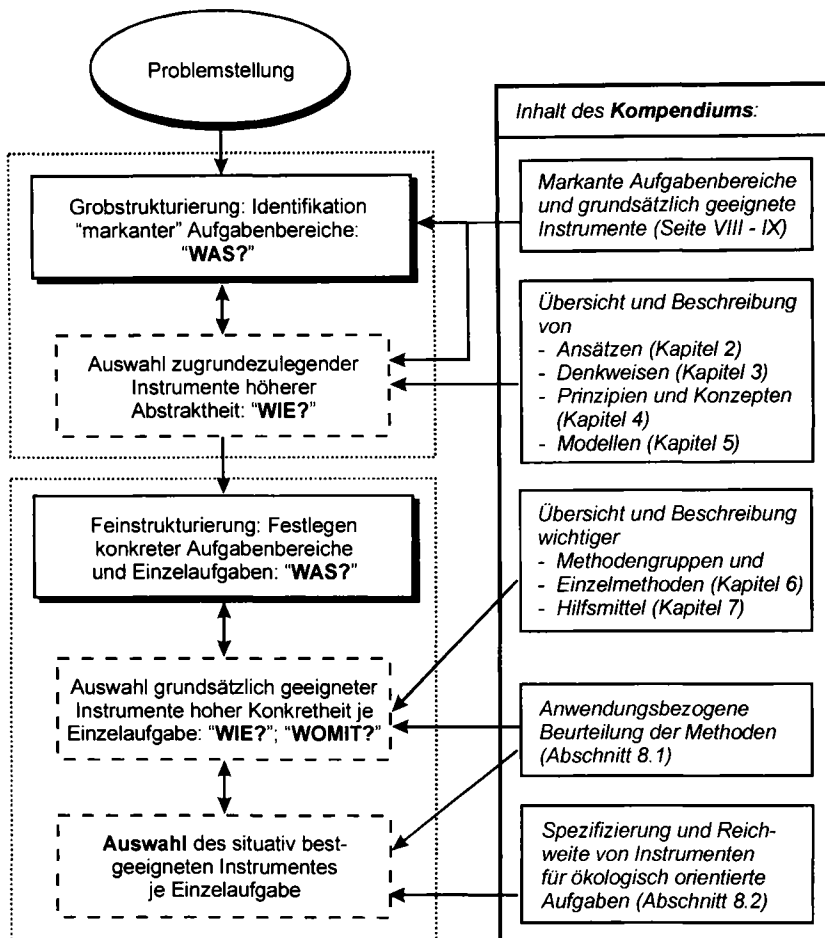 Problemstellung
Grobstrukturierung: Identifikation
“markanter” Aufgabenbereiche:
“WAS?”
Auswahl zugrundezulegender
Instrumente höherer
Abstraktheit: “WIE?”
Feinstrukturierung: Festlegen
konkreter Aufgabenbereiche
und Einzelaufgaben: “WAS?”
Auswahl grundsätzlich geeigneter
Instrumente hoher Konkretheit je
Einzelaufgabe: “WIE?”; “WOMIT?”
Auswahl des situativ best-
geeigneten Instrumentes
je Einzelaufgabe
Inhalt des Kompendiums:
Markante Aufgabenbereiche
und grundsätzlich geeignete
Instrumente (Seite VIII - IX)
Übersicht und Beschreibung
von
- Ansätzen (Kapitel 2)
- Denkweisen (Kapitel 3)
- Prinzipien und Konzepten
(Kapitel 4)
- Modellen (Kapitel 5)
Übersicht und Beschreibung
wichtiger
- Methodengruppen und
- Einzelmethoden (Kapitel 6)
- Hilfsmittel (Kapitel 7)
Anwendungsbezogene
Beurteilung der Methoden
(Abschnitt 8.1)
Spezifizierung und Reich-
weite von Instrumenten
für ökologisch orientierte
Aufgaben (Abschnitt 8.2)